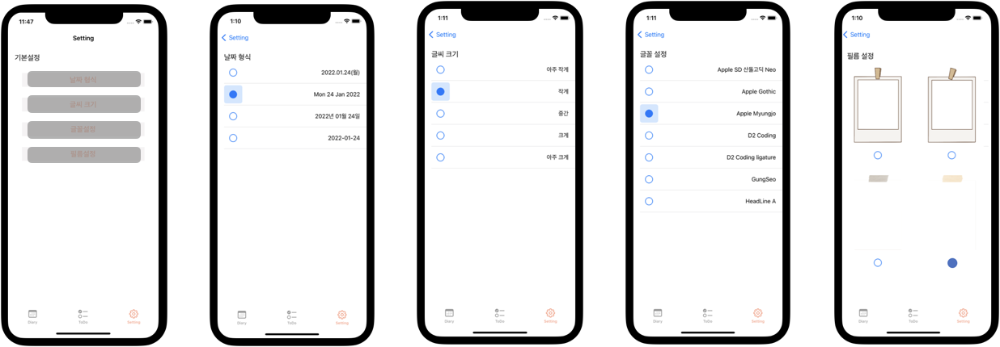 11:47
Setting
기본설정
날짜 형식
글씨 크기
글꼴설정
필름설정
Diary
ToDo
Setting
1:10
Setting
날짜 형식
2022.01.24(월)
Mon 24 Jan 2022
2022년 01월 24일
2022-01-24
Diary
ToDo
Setting
1:11
Setting
글씨 크기
아주 작게
작게
중간
크게
아주 크게
Diary
ToDo
Setting
1:11
Setting
글꼴 설정
Apple SD 산돌고딕 Neo
Apple Gothic
Apple Myungjo
D2 Coding
D2 Coding ligature
GungSeo
HeadLine A
Diary
ToDo
Setting
1:10
Setting
필름 설정
Diary
ToDo
Setting